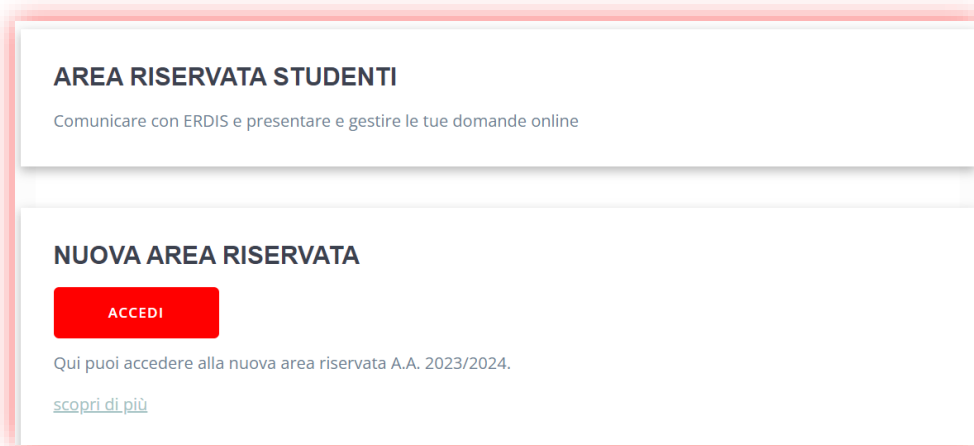 AREA RISERVATA STUDENTI
Comunicare con ERDIS e presentare e gestire le tue domande online
NUOVA AREA RISERVATA
ACCEDI
Qui puoi accedere alla nuova area riservata A.A. 2023/2024.
scopri di più